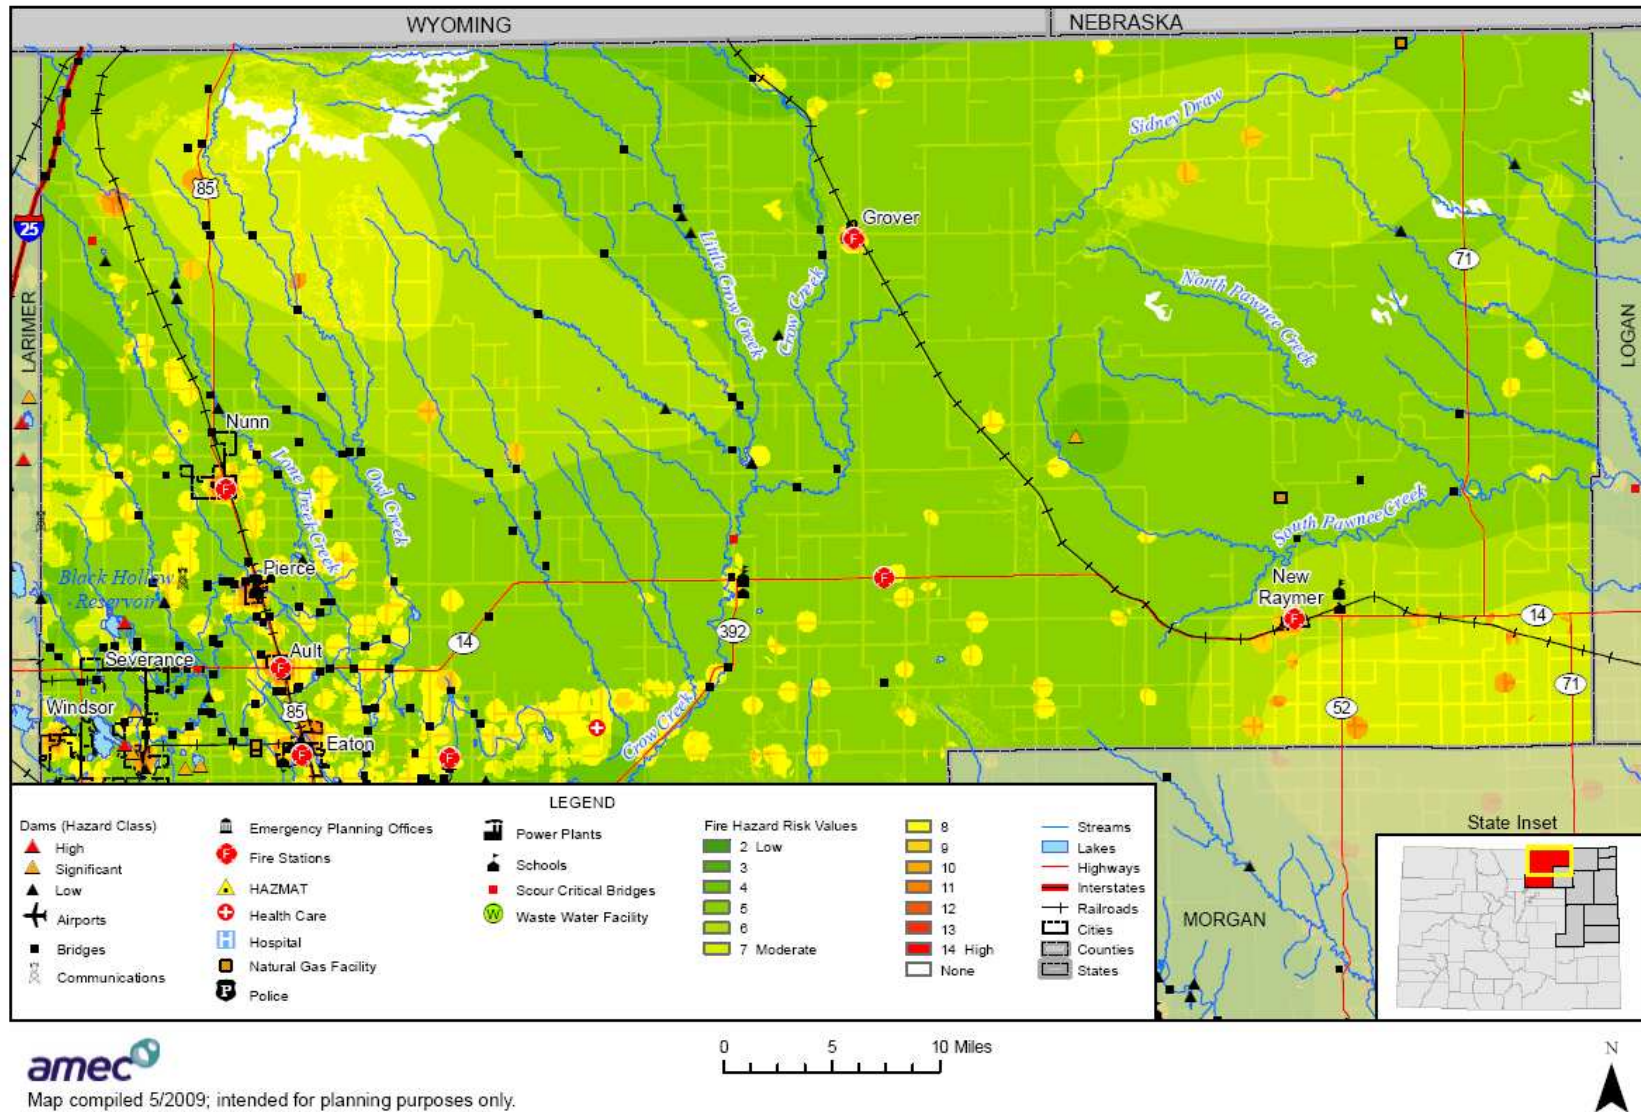 WYOMING
NEBRASKA
Sidney Draw
85
Grover
25
Little Crow Creek
Crow Creek
71
North Pawnee Creek
LARIMER
LOGAN
Nunn
Lone Tree Creek
Owl Creek
South Pawnee Creek
Pierce
Black Hollow
Reservoir
New
Raymer
14
392
14
Severance
Ault
71
Windsor
85
52
Eaton
Crow Creek
F
F
F
F
F
F
F
LEGEND
Dams (Hazard Class)
High
Significant
Low
Airports
Bridges
Communications
Emergency Planning Offices
F Fire Stations
HAZMAT
Health Care
H Hospital
Natural Gas Facility
P Police
Power Plants
Schools
Scour Critical Bridges
W Waste Water Facility
Fire Hazard Risk Values
2 Low
3
4
5
6
7 Moderate
8
9
10
11
12
13
14 High
None
Streams
Lakes
Highways
Interstates
Railroads
Cities
Counties
States
MORGAN
State Inset
amec
Map compiled 5/2009; intended for planning purposes only.
0 5 10 Miles
N